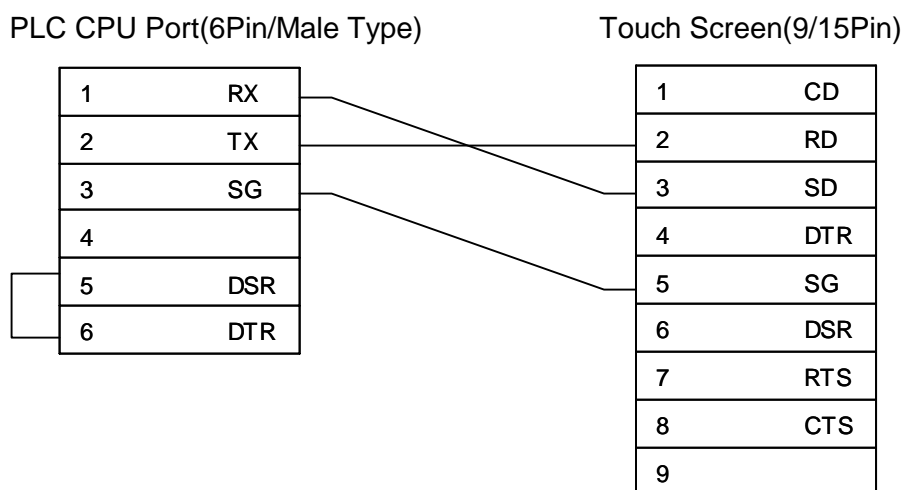 PLC CPU Port(6Pin/Male Type)
Touch Screen(9/15Pin)
1 RX
2 TX
3 SG
4
5 DSR
6 DTR
1 CD
2 RD
3 SD
4 DTR
5 SG
6 DSR
7 RTS
8 CTS
9